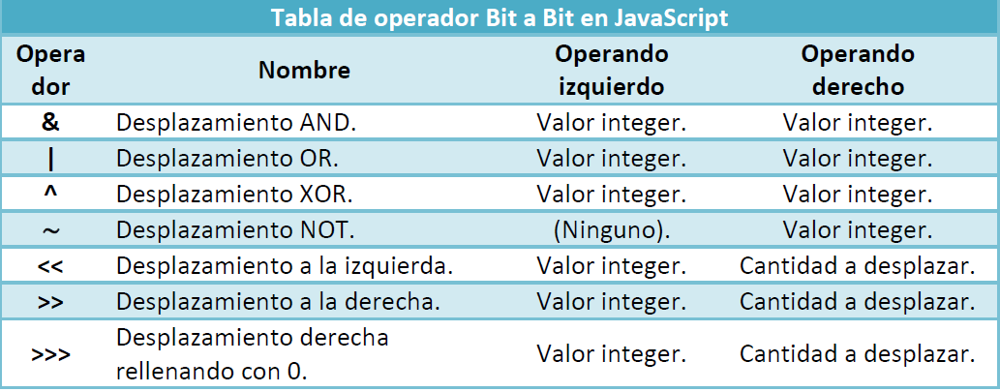 Tabla de operador Bit a Bit en JavaScript
Opera
dor
Nombre
Operando
izquierdo
Operando
derecho
& Desplazamiento AND. Valor integer. Valor integer.
| Desplazamiento OR. Valor integer. Valor integer.
^ Desplazamiento XOR. Valor integer. Valor integer.
~ Desplazamiento NOT. (Ninguno). Valor integer.
<< Desplazamiento a la izquierda. Valor integer. Cantidad a desplazar.
>> Desplazamiento a la derecha. Valor integer. Cantidad a desplazar.
>>> Desplazamiento derecha
rellenando con 0. Valor integer. Cantidad a desplazar.